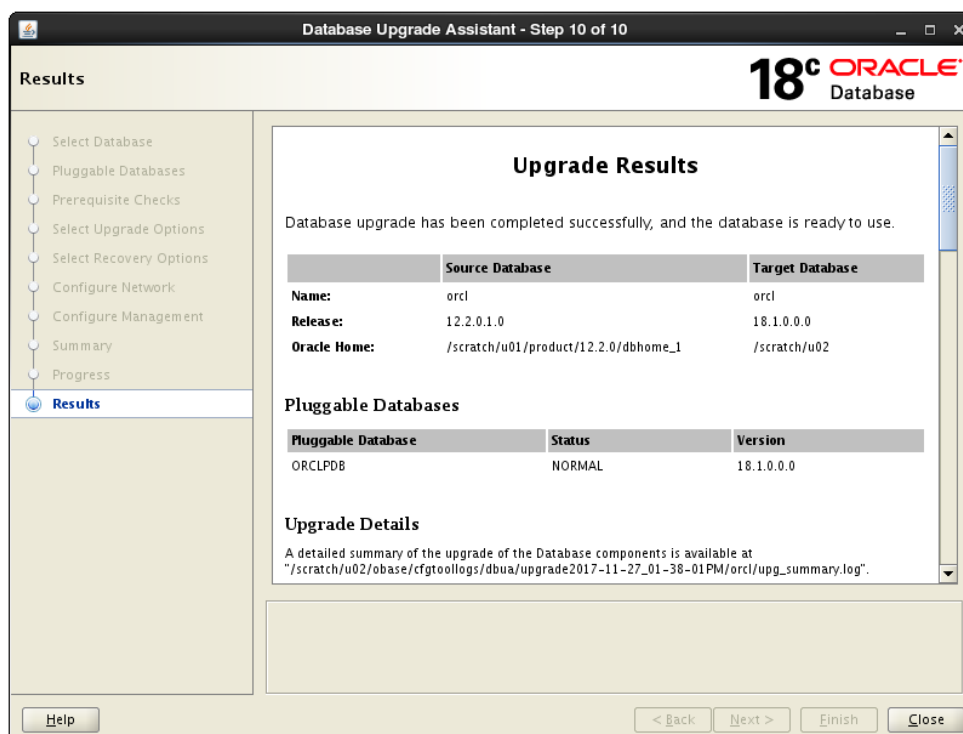 Database Upgrade Assistant - Step 10 of 10
Results
18c ORACLE
Database
Select Database
Pluggable Databases
Prerequisite Checks
Select Upgrade Options
Select Recovery Options
Configure Network
Configure Management
Summary
Progress
Results
Upgrade Results
Database upgrade has been completed successfully, and the database is ready to use.
Source Database Target Database
Name: orcl orcl
Release: 12.2.0.1.0 18.1.0.0.0
Oracle Home: /scratch/u01/product/12.2.0/dbhome_1 /scratch/u02
Pluggable Databases
Pluggable Database Status Version
ORCLPDB NORMAL 18.1.0.0.0
Upgrade Details
A detailed summary of the upgrade of the Database components is available at
"/scratch/u02/obase/cfgtoollogs/dbua/upgrade2017-11-27_01-38-01PM/orcl/upg_summary.log".
Help < Back Next > Finish Close